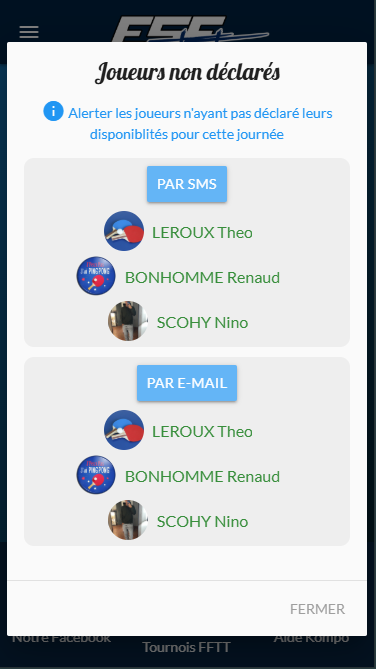 Joueurs non déclarés
Alerter les joueurs n'ayant pas déclaré leurs
disponiblités pour cette journée
PAR SMS
LEROUX Theo
BONHOMME Renaud
SCOHY Nino
PAR E-MAIL
LEROUX Theo
BONHOMME Renaud
SCOHY Nino
FERMER
Notre Facebook
Tournois FFTT
Aide Kompo